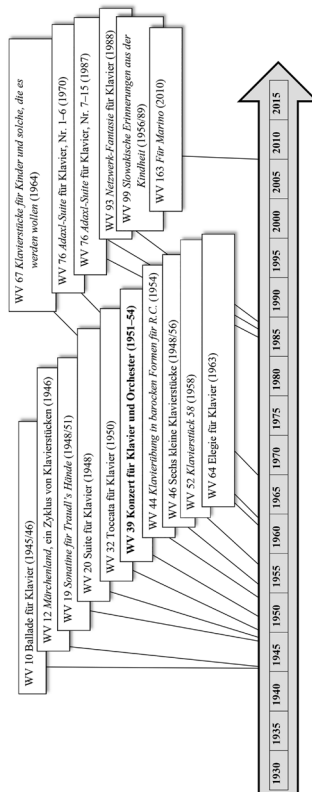 WV 67 Klavierstücke für Kinder und solche, die es
werden wollen (1964)
WV 76 Adaxl-Suite für Klavier, Nr. 1–6 (1970)
WV 76 Adaxl-Suite für Klavier, Nr. 7–15 (1987)
WV 93 Netzwerk-Fantaste für Klavier (1988)
WV 99 Slowakische Erinnerungen aus der
Kindheit (1956/89)
WV 163 Für Marino (2010)
WV 10 Ballade für Klavier (1945/46)
WV 12 Märchenland, ein Zyklus von Klavierstücken (1946)
WV 19 Sonatine für Traudl's Hände (1948/51)
WV 20 Suite für Klavier (1948)
WV 32 Toccata für Klavier (1950)
WV 39 Konzert für Klavier und Orchester (1951–54)
WV 44 Klavierübung in barocken Formen für R.C. (1954)
WV 46 Sechs kleine Klavierstücke (1948/56)
WV 52 Klavierstück 58 (1958)
WV 64 Elegie für Klavier (1963)
1930 1935 1940 1945 1950 1955 1960 1965 1970 1975 1980 1985 1990 1995 2000 2005 2010 2015